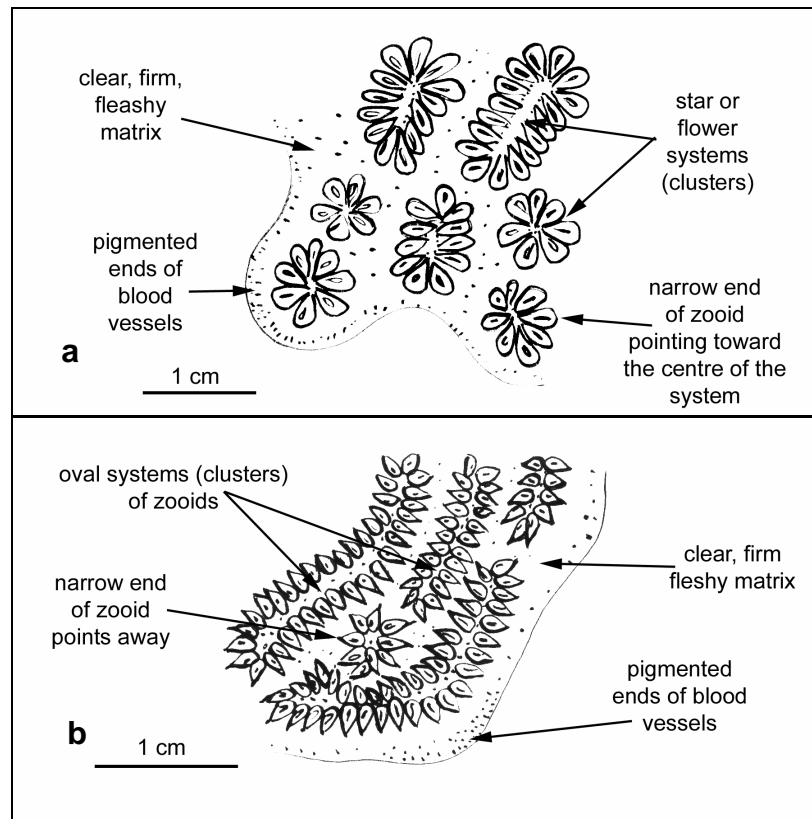 clear, firm,
fleashy
matrix
star or
flower
systems
(clusters)
pigmented
ends of
blood
vessels
narrow end
of zooid
pointing toward
the centre of the
system
a
1 cm
oval systems (clusters)
of zooids
clear, firm
fleshy matrix
narrow end
of zooid
points away
pigmented
ends of blood
vessels
b
1 cm